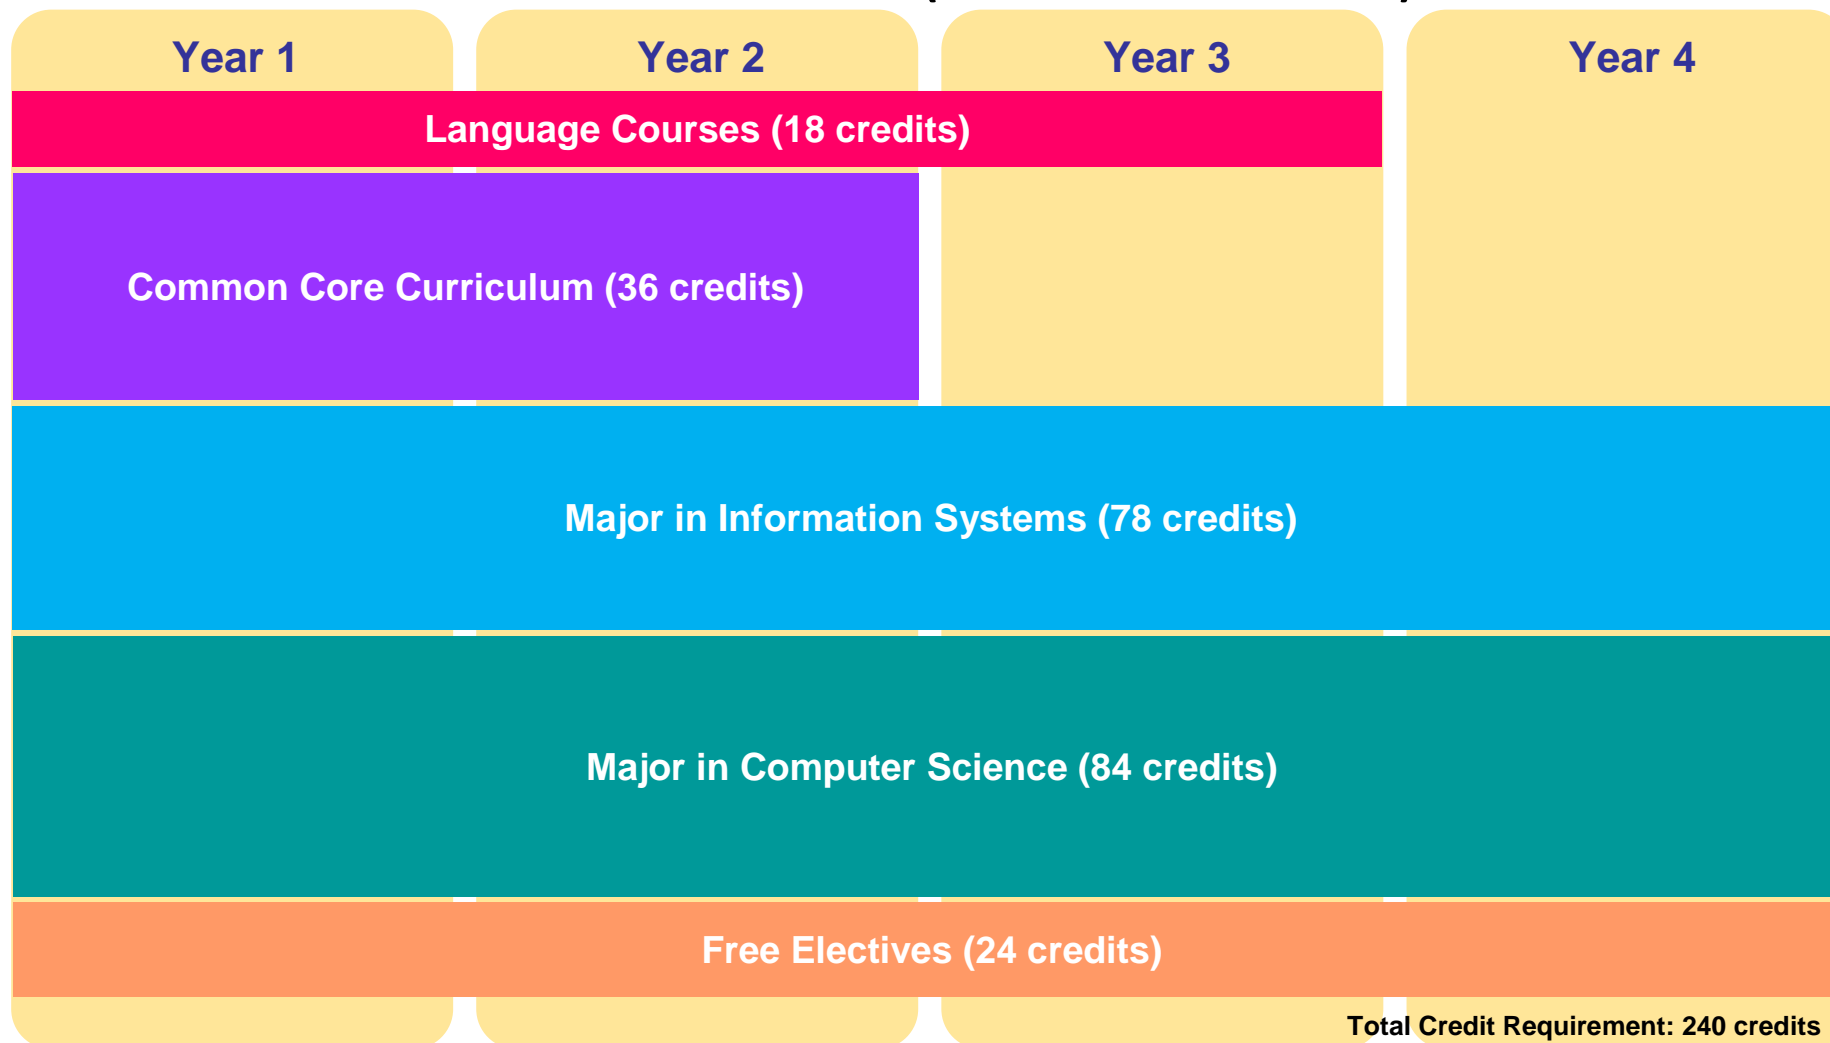 Year 1
Year 2
Year 3
Year 4
Language Courses (18 credits)
Common Core Curriculum (36 credits)
Major in Information Systems (78 credits)
Major in Computer Science (84 credits)
Free Electives (24 credits)
Total Credit Requirement: 240 credits